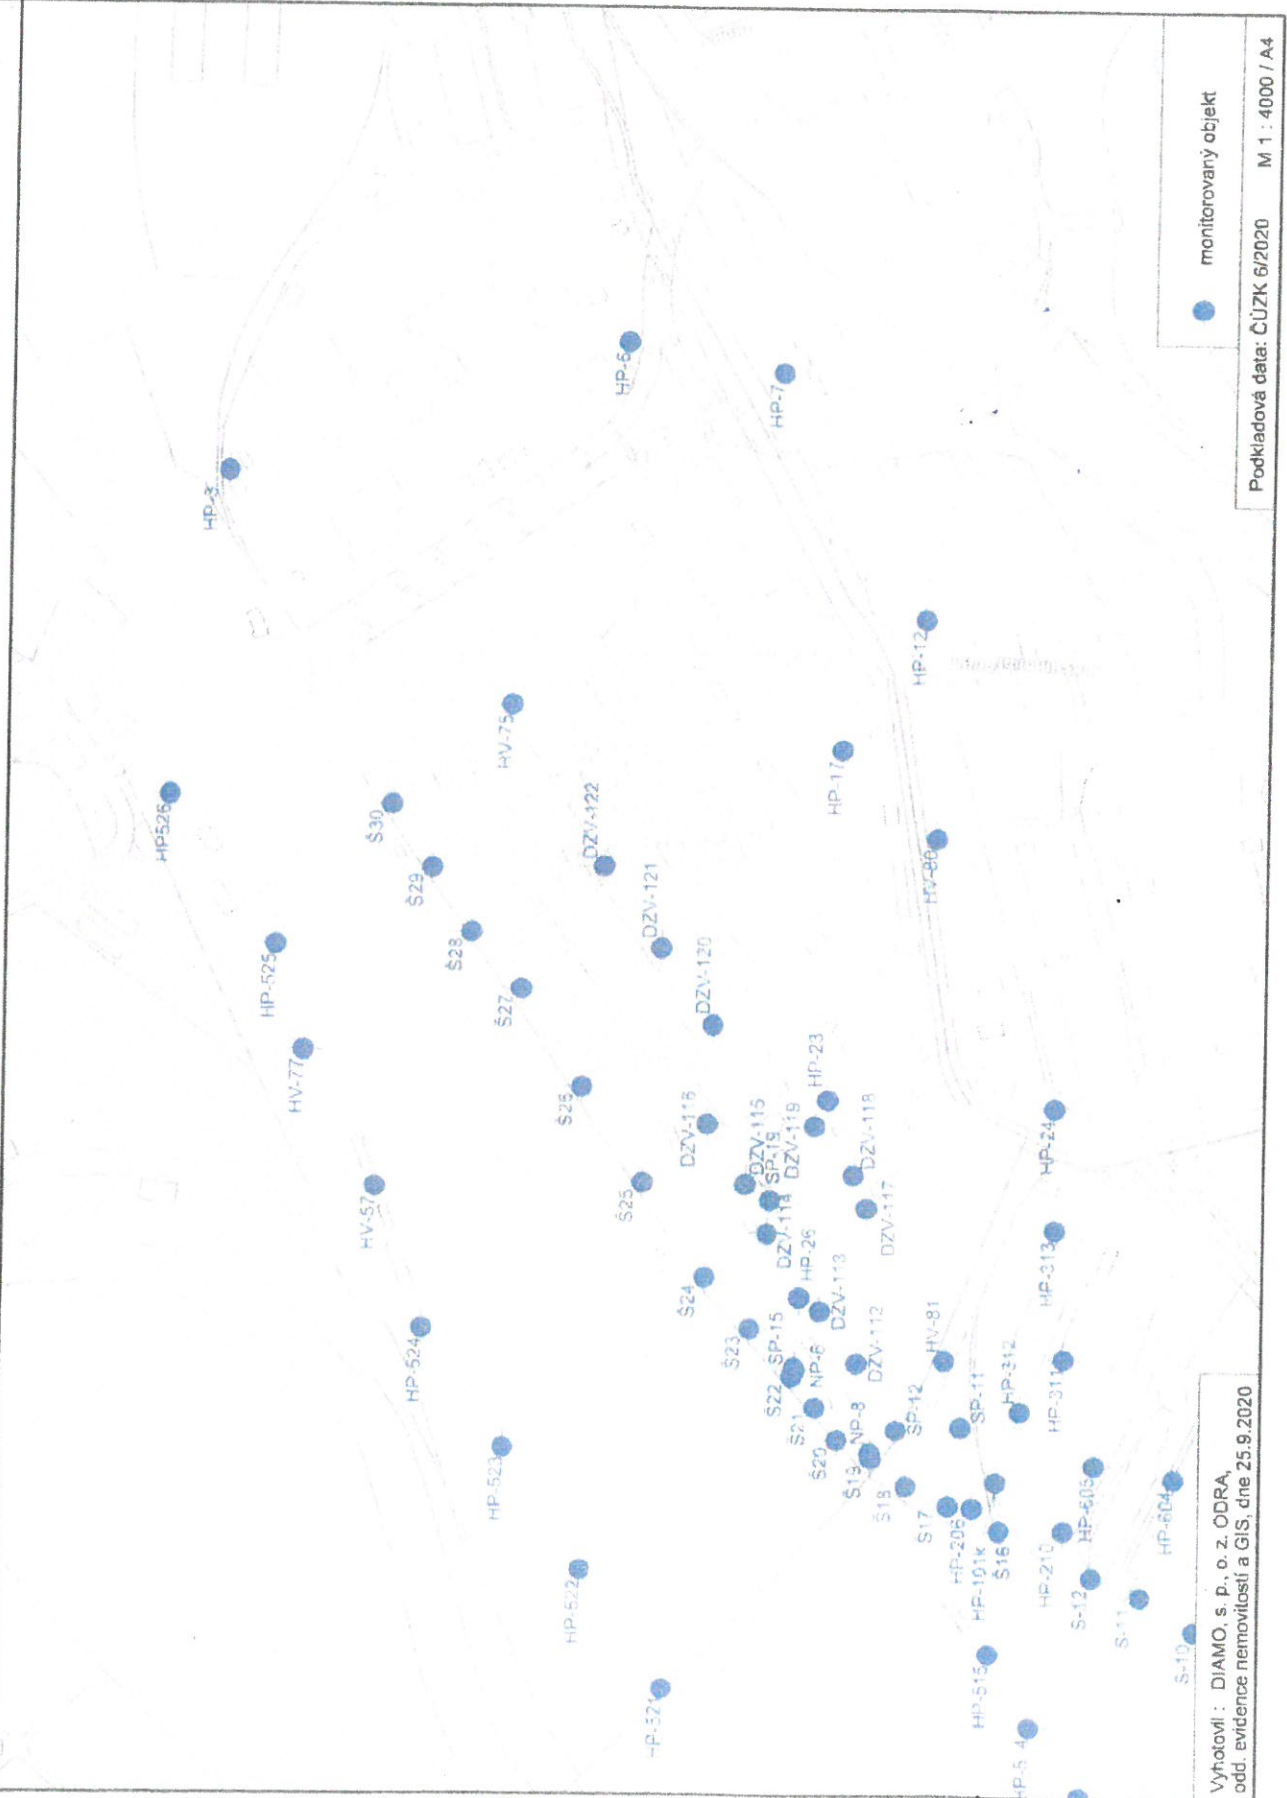 HP-3
HP-6
HP-7
HP-12
HP-17
HV-80
HV-75
HP526
Š30
Š29
Š28
Š27
Š26
Š25
Š24
Š23
Š22
Š21
Š20
Š19
Š18
Š17
Š16
DZV-122
DZV-121
DZV-120
HP-525
HV-77
HV-57
HP-524
HP-523
HP-522
HP-23
DZV-116
DZV-115
SP-19
DZV-119
DZV-118
DZV-117
DZV-114
HP-26
DZV-113
DZV-112
SP-15
NP-6
NP-8
HV-81
SP-12
SP-11
HP-24
HP-313
HP-312
HP-311
HP-206
HP-101k
HP-210
HP-605
HP-604
S-12
S-11
S-10
HP-515
monitorovaný objekt
Podkladová data: ČÚZK 6/2020 M 1 : 4000 / A4
Vyhotovil : DIAMO, s. p., o. z. ODRA,
odd. evidence nemovitostí a GIS, dne 25.9.2020